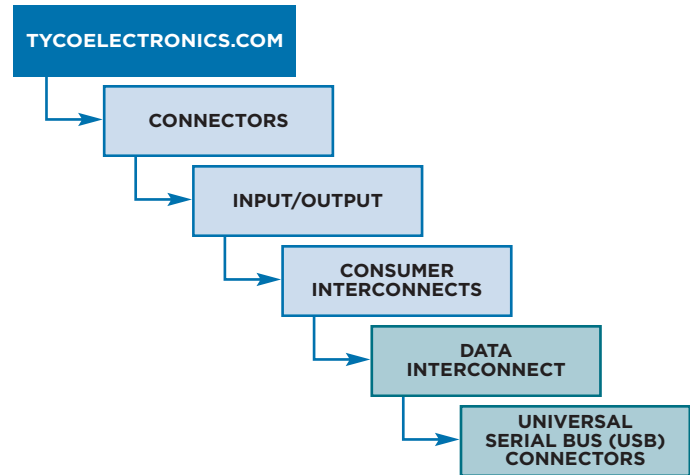 TYCOELECTRONICS.COM
CONNECTORS
INPUT/OUTPUT
CONSUMER
INTERCONNECTS
DATA
INTERCONNECT
UNIVERSAL
SERIAL BUS (USB)
CONNECTORS